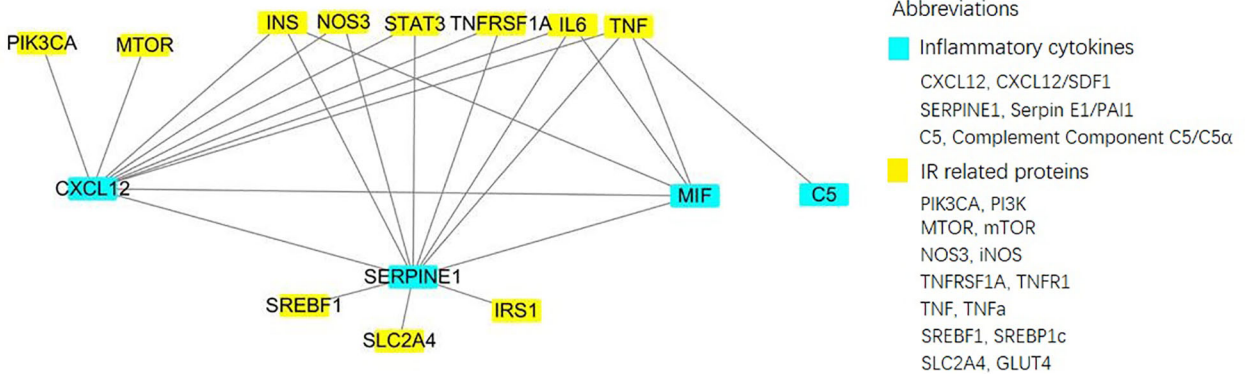 INS NOS3 STAT3 TNFRSF1A IL6 TNF
PIK3CA MTOR
CXCL12 MIF C5
SERPINE1
SREBF1 IRS1
SLC2A4
Abbreviations
Inflammatory cytokines
CXCL12, CXCL12/SDF1
SERPINE1, Serpin E1/PAI1
C5, Complement Component C5/C5α
IR related proteins
PIK3CA, PI3K
MTOR, mTOR
NOS3, iNOS
TNFRSF1A, TNFR1
TNF, TNFa
SREBF1, SREBP1c
SLC2A4, GLUT4